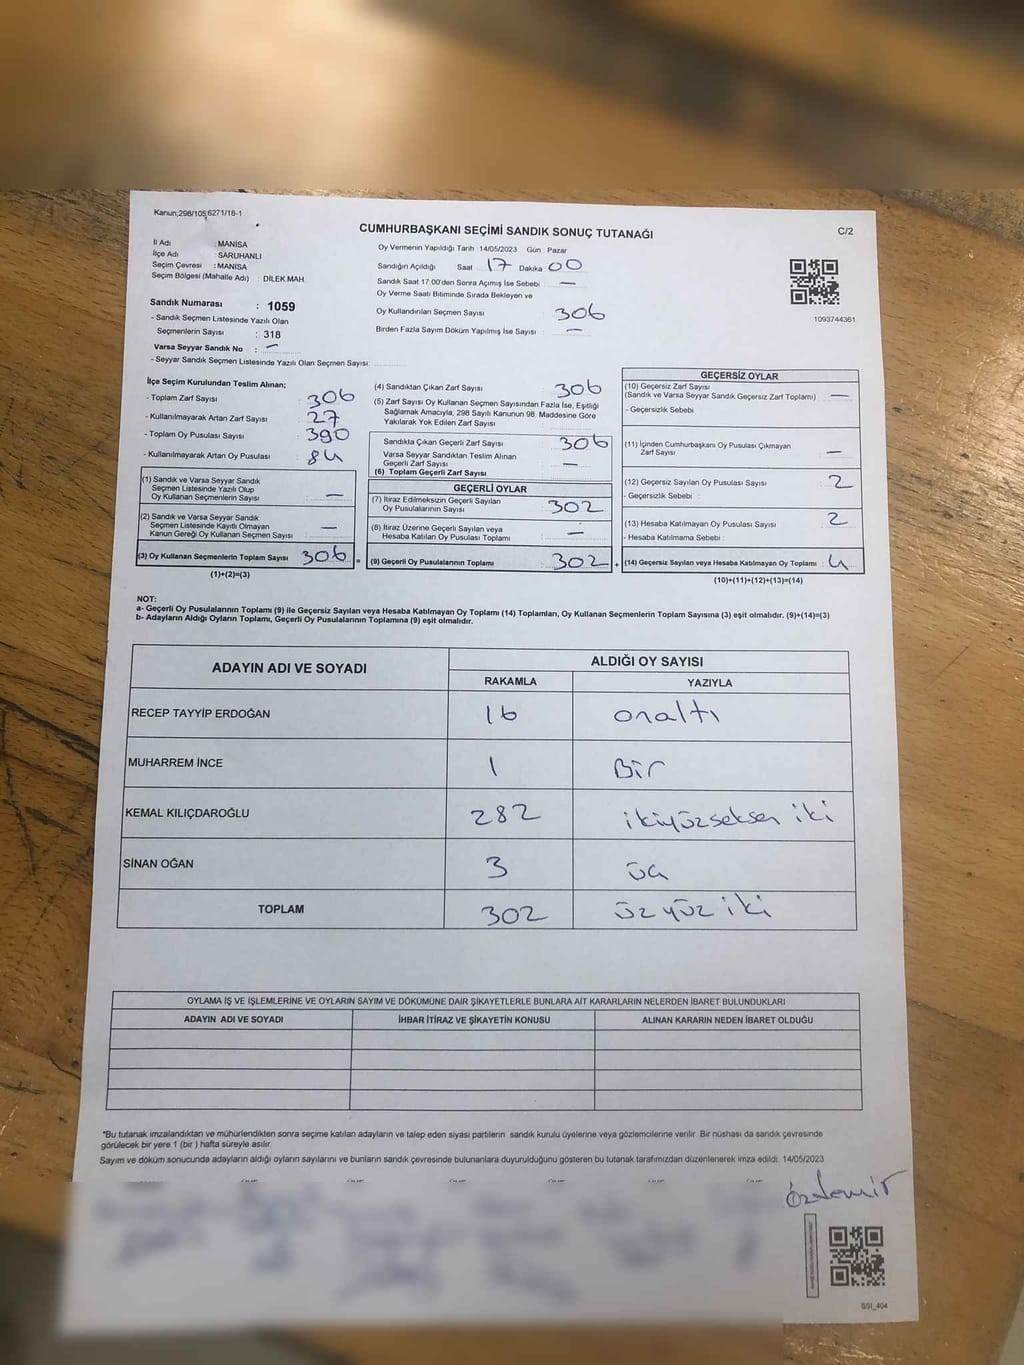 Kanun;298/105;6271/18-1
CUMHURBAŞKANI SEÇİMİ SANDIK SONUÇ TUTANAĞI
C/2
İl Adı : MANİSA
İlçe Adı : SARUHANLI
Seçim Çevresi : MANİSA
Seçim Bölgesi (Mahalle Adı) : DİLEK MAH.
Sandık Numarası : 1059
- Sandık Seçmen Listesinde Yazılı Olan
Seçmenlerin Sayısı : 318
Varsa Seyyar Sandık No : —
- Seyyar Sandık Seçmen Listesinde Yazılı Olan Seçmen Sayısı:
Oy Vermenin Yapıldığı Tarih :14/05/2023 Gün : Pazar
Sandığın Açıldığı Saat 17 Dakika 00
Sandık Saat 17:00'den Sonra Açımış İse Sebebi —
Oy Verme Saati Bitiminde Sırada Bekleyen ve
Oy Kullandırılan Seçmen Sayısı : 306
Birden Fazla Sayım Döküm Yapılmış İse Sayısı : —
1093744361
İlçe Seçim Kurulundan Teslim Alınan;
- Toplam Zarf Sayısı : 306
- Kullanılmayarak Artan Zarf Sayısı : 27
- Toplam Oy Pusulası Sayısı : 390
- Kullanılmayarak Artan Oy Pusulası : 84
(1) Sandık ve Varsa Seyyar Sandık
Seçmen Listesinde Yazılı Olup
Oy Kullanan Seçmenlerin Sayısı : —
(2) Sandık ve Varsa Seyyar Sandık
Seçmen Listesinde Kayıtlı Olmayan
Kanun Gereği Oy Kullanan Seçmen Sayısı : —
(3) Oy Kullanan Seçmenlerin Toplam Sayısı : 306 =
(1)+(2)=(3)
(4) Sandıktan Çıkan Zarf Sayısı : 306
(5) Zarf Sayısı Oy Kullanan Seçmen Sayısından Fazla İse, Eşitliği
Sağlamak Amacıyla, 298 Sayılı Kanunun 98. Maddesine Göre
Yakılarak Yok Edilen Zarf Sayısı :
Sandıkla Çıkan Geçerli Zarf Sayısı : 306
Varsa Seyyar Sandıktan Teslim Alınan
Geçerli Zarf Sayısı : —
(6) Toplam Geçerli Zarf Sayısı
GEÇERLİ OYLAR
(7) İtiraz Edilmeksizin Geçerli Sayılan
Oy Pusulalarının Sayısı : 302
(8) İtiraz Üzerine Geçerli Sayılan veya
Hesaba Katılan Oy Pusulası Toplamı : —
(9) Geçerli Oy Pusulalarının Toplamı : 302 +
GEÇERSİZ OYLAR
(10) Geçersiz Zarf Sayısı
(Sandık ve Varsa Seyyar Sandık Geçersiz Zarf Toplamı) : —
- Geçersizlik Sebebi :
(11) İçinden Cumhurbaşkanı Oy Pusulası Çıkmayan
Zarf Sayısı : —
(12) Geçersiz Sayılan Oy Pusulası Sayısı : 2
- Geçersizlik Sebebi :
(13) Hesaba Katılmayan Oy Pusulası Sayısı : 2
- Hesaba Katılmama Sebebi :
(14) Geçersiz Sayılan veya Hesaba Katılmayan Oy Toplamı : 4
(10)+(11)+(12)+(13)=(14)
NOT:
a- Geçerli Oy Pusulalarının Toplamı (9) ile Geçersiz Sayılan veya Hesaba Katılmayan Oy Toplamı (14) Toplamları, Oy Kullanan Seçmenlerin Toplam Sayısına (3) eşit olmalıdır. (9)+(14)=(3)
b- Adayların Aldığı Oyların Toplamı, Geçerli Oy Pusulalarının Toplamına (9) eşit olmalıdır.
ADAYIN ADI VE SOYADI
ALDIĞI OY SAYISI
RAKAMLA YAZIYLA
RECEP TAYYİP ERDOĞAN 16 onaltı
MUHARREM İNCE 1 Bir
KEMAL KILIÇDAROĞLU 282 ikiyüzseksen iki
SİNAN OĞAN 3 üç
TOPLAM 302 üzyüz iki
OYLAMA İŞ VE İŞLEMLERİNE VE OYLARIN SAYIM VE DÖKÜMÜNE DAİR ŞİKAYETLERLE BUNLARA AİT KARARLARIN NELERDEN İBARET BULUNDUKLARI
ADAYIN ADI VE SOYADI İHBAR İTİRAZ VE ŞİKAYETİN KONUSU ALINAN KARARIN NEDEN İBARET OLDUĞU
*Bu tutanak imzalandıktan ve mühürlendikten sonra seçime katılan adayların ve talep eden siyasi partilerin sandık kurulu üyelerine veya gözlemcilerine verilir. Bir nüshası da sandık çevresinde
görülecek bir yere 1 (bir) hafta süreyle asılır.
Sayım ve döküm sonucunda adayların aldığı oyların sayılarını ve bunların sandık çevresinde bulunanlara duyurulduğunu gösteren bu tutanak tarafımızdan düzenlenerek imza edildi. 14/05/2023
özdemir
SSI_404